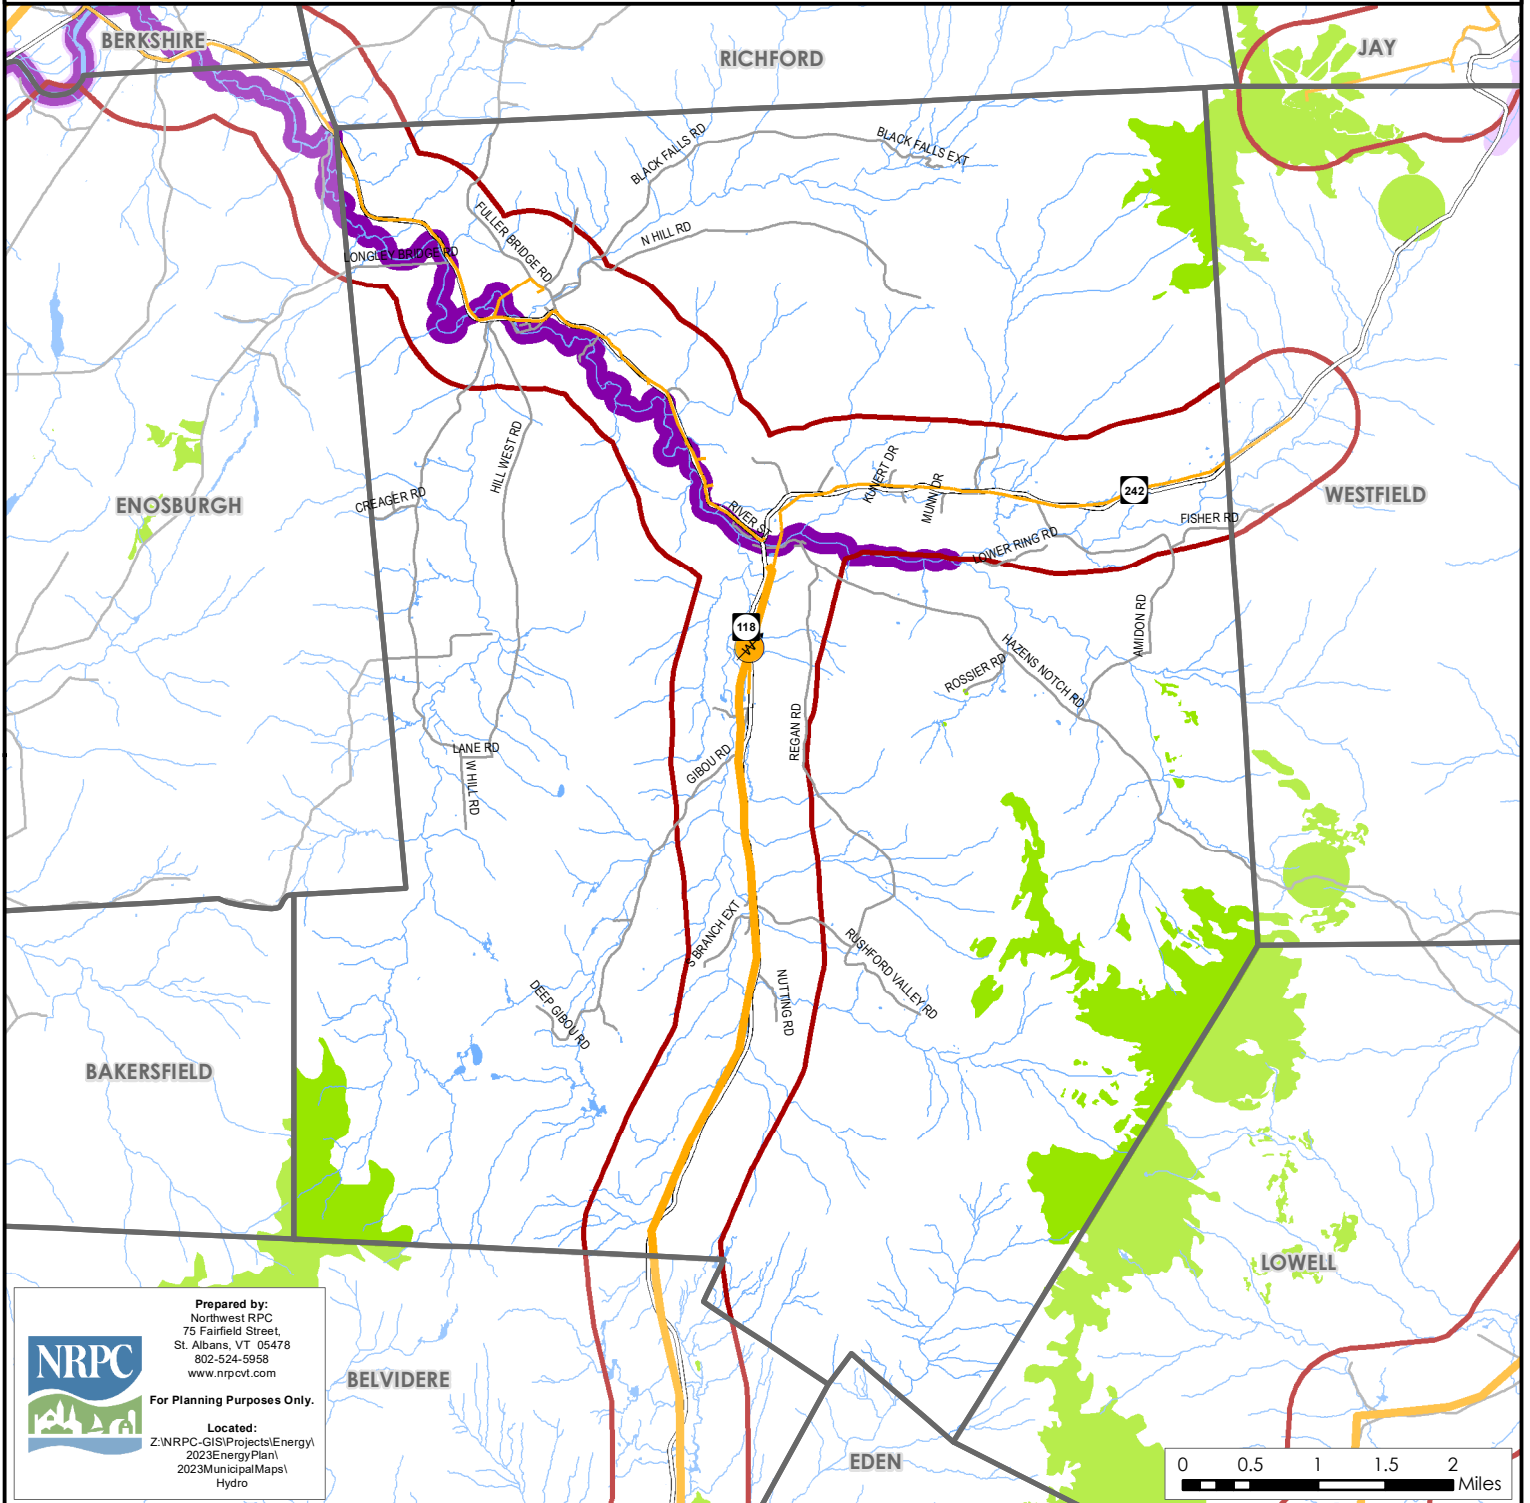 BERKSHIRE
RICHFORD
JAY
BLACK FALLS RD
BLACK FALLS EXT
FULLER BRIDGE RD
N HILL RD
LONGLEY BRIDGE RD
HILL WEST RD
CREAGER RD
ENOSBURGH
KUNERT DR
MUNN DR
242
WESTFIELD
RIVER ST
FISHER RD
LOWER RING RD
118
W
AMIDON RD
HAZENS NOTCH RD
ROSSIER RD
REGAN RD
GIBOU RD
LANE RD
W HILL RD
S BRANCH EXT
RUSHFORD VALLEY RD
NUTTING RD
DEEP GIBOU RD
BAKERSFIELD
LOWELL
BELVIDERE
EDEN
NRPC
Prepared by:
Northwest RPC
75 Fairfield Street,
St. Albans, VT 05478
802-524-5958
www.nrpcvt.com
For Planning Purposes Only.
Located:
Z:\NRPC-GIS\Projects\Energy\
2023EnergyPlan\
2023MunicipalMaps\
Hydro
0 0.5 1 1.5 2
Miles